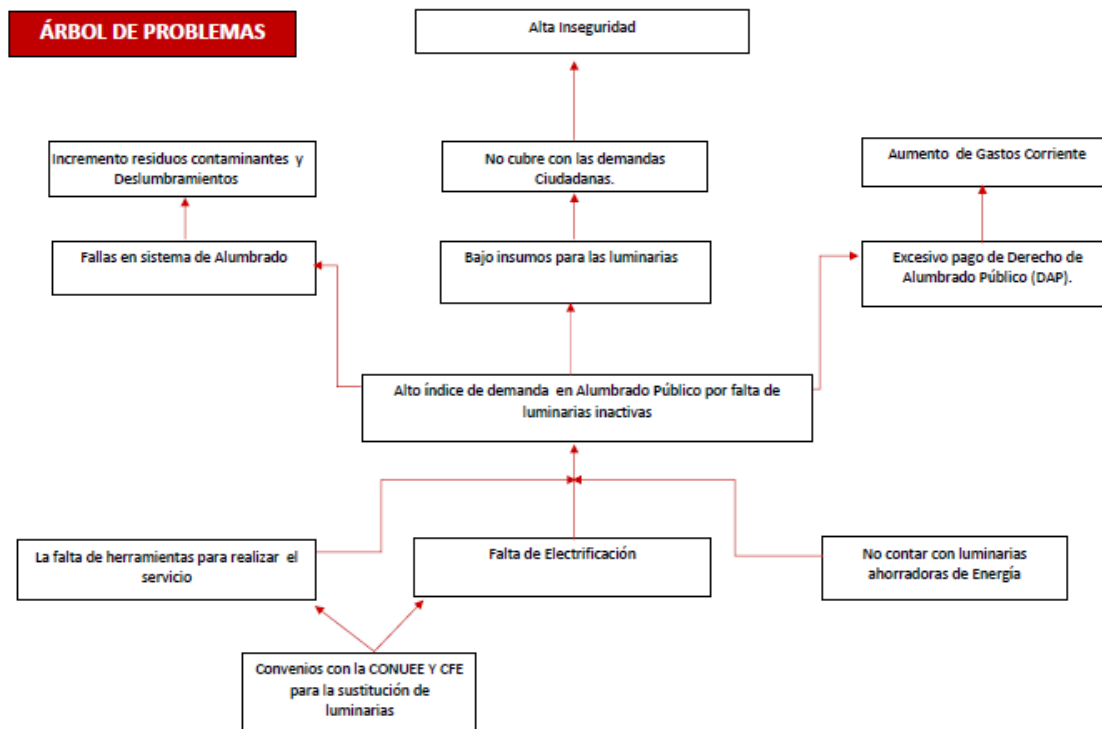 ÁRBOL DE PROBLEMAS
Alta Inseguridad
Incremento residuos contaminantes y
Deslumbramientos
No cubre con las demandas
Ciudadanas.
Aumento de Gastos Corriente
Fallas en sistema de Alumbrado
Bajo insumos para las luminarias
Excesivo pago de Derecho de
Alumbrado Público (DAP).
Alto índice de demanda en Alumbrado Público por falta de
luminarias inactivas
La falta de herramientas para realizar el
servicio
Falta de Electrificación
No contar con luminarias
ahorradoras de Energía
Convenios con la CONUEE Y CFE
para la sustitución de
luminarias